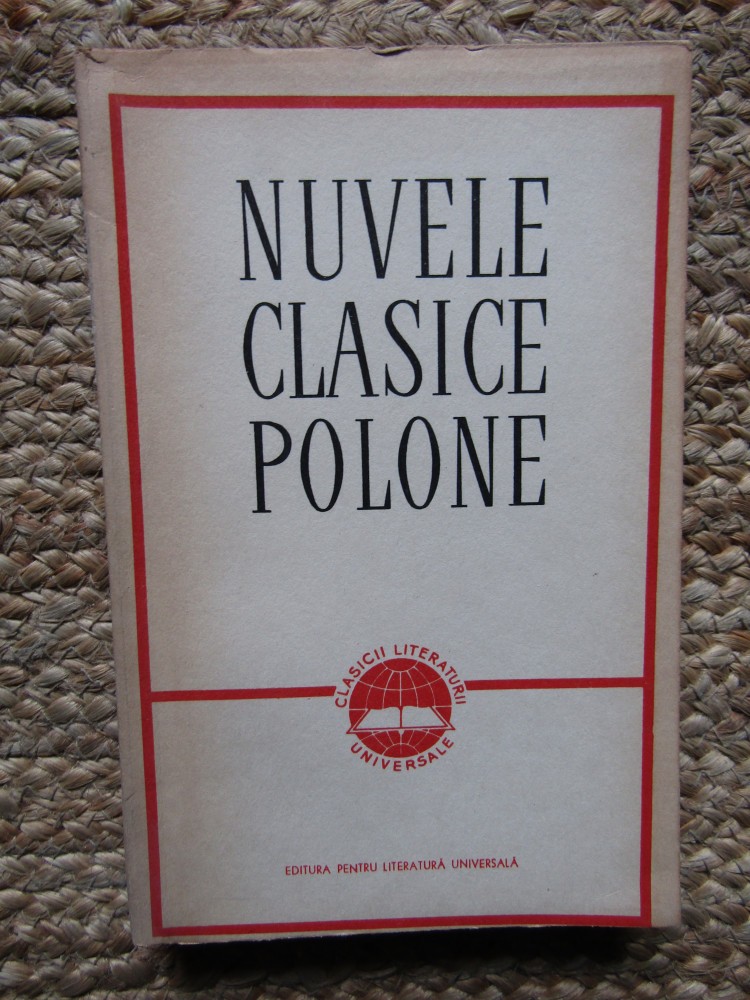 NUVELE
CLASICE
POLONE
CLASICII LITERATURII
UNIVERSALE
EDITURA PENTRU LITERATURĂ UNIVERSALĂ